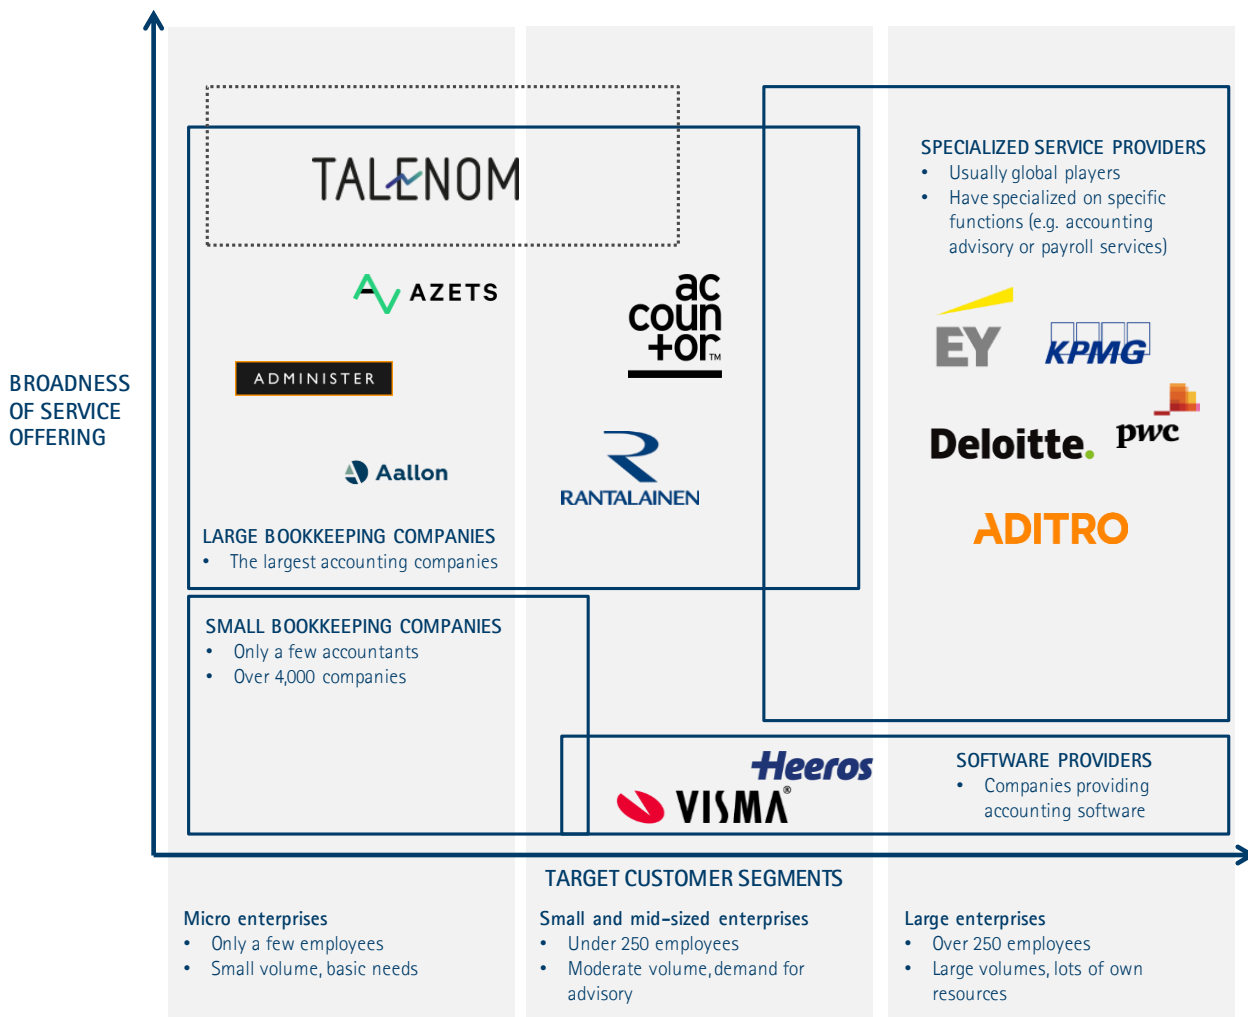 BROADNESS
OF SERVICE
OFFERING
TALENOM
AZETS
ADMINISTER
Aallon
ac
coun
+or™
RANTALAINEN
LARGE BOOKKEEPING COMPANIES
• The largest accounting companies
SPECIALIZED SERVICE PROVIDERS
• Usually global players
• Have specialized on specific
functions (e.g. accounting
advisory or payroll services)
EY
KPMG
Deloitte.
pwc
ADITRO
SMALL BOOKKEEPING COMPANIES
• Only a few accountants
• Over 4,000 companies
Heeros
VISMA®
SOFTWARE PROVIDERS
• Companies providing
accounting software
TARGET CUSTOMER SEGMENTS
Micro enterprises
• Only a few employees
• Small volume, basic needs
Small and mid-sized enterprises
• Under 250 employees
• Moderate volume, demand for
advisory
Large enterprises
• Over 250 employees
• Large volumes, lots of own
resources